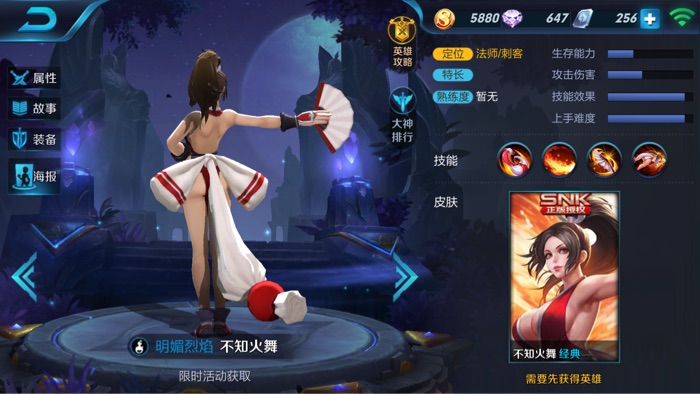 5880
647
256
属性
故事
装备
海报
英雄
攻略
大神
排行
定位 法师/刺客
特长
熟练度 暂无
生存能力
攻击伤害
技能效果
上手难度
技能
皮肤
SNK
正版授权
不知火舞 经典
需要先获得英雄
明媚烈焰 不知火舞
限时活动获取